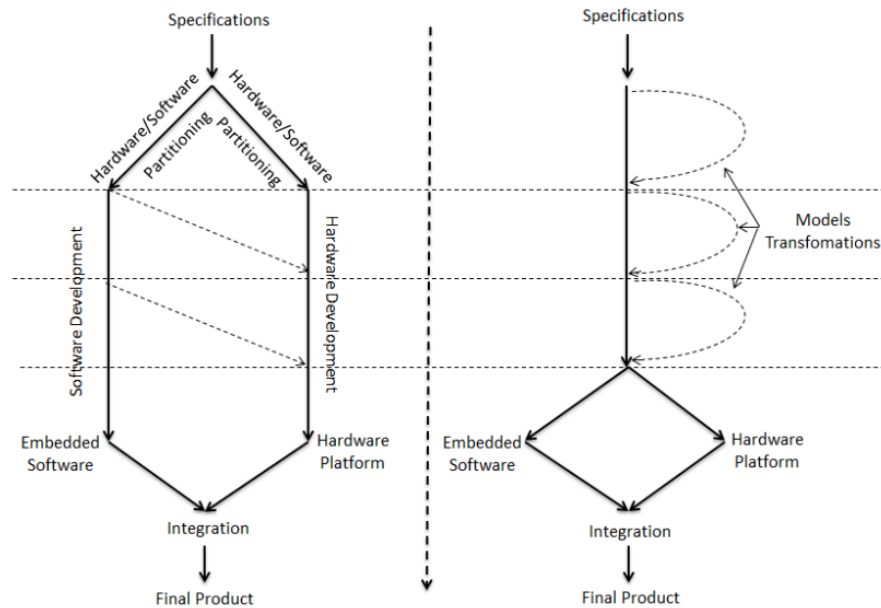 Specifications
Hardware/Software
Partitioning
Hardware/Software
Partitioning
Software Development
Hardware Development
Embedded
Software
Hardware
Platform
Integration
Final Product
Specifications
Models
Transfomations
Embedded
Software
Hardware
Platform
Integration
Final Product